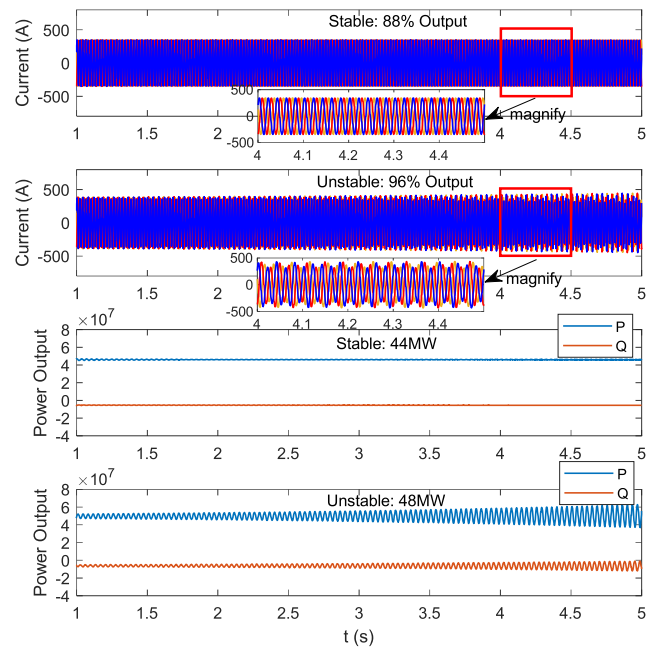 Stable: 88% Output
500
0
-500
Current (A)
1 1.5 2 2.5 3 3.5 4 4.5 5
500
0
-500
4 4.1 4.2 4.3 4.4
magnify
Unstable: 96% Output
500
0
-500
Current (A)
1 1.5 2 2.5 3 3.5 4 4.5 5
500
0
-500
4 4.1 4.2 4.3 4.4
magnify
×10^7
Stable: 44MW
P
Q
8
6
4
2
0
-2
-4
Power Output
1 1.5 2 2.5 3 3.5 4 4.5 5
×10^7
Unstable: 48MW
P
Q
8
6
4
2
0
-2
-4
Power Output
1 1.5 2 2.5 3 3.5 4 4.5 5
t (s)